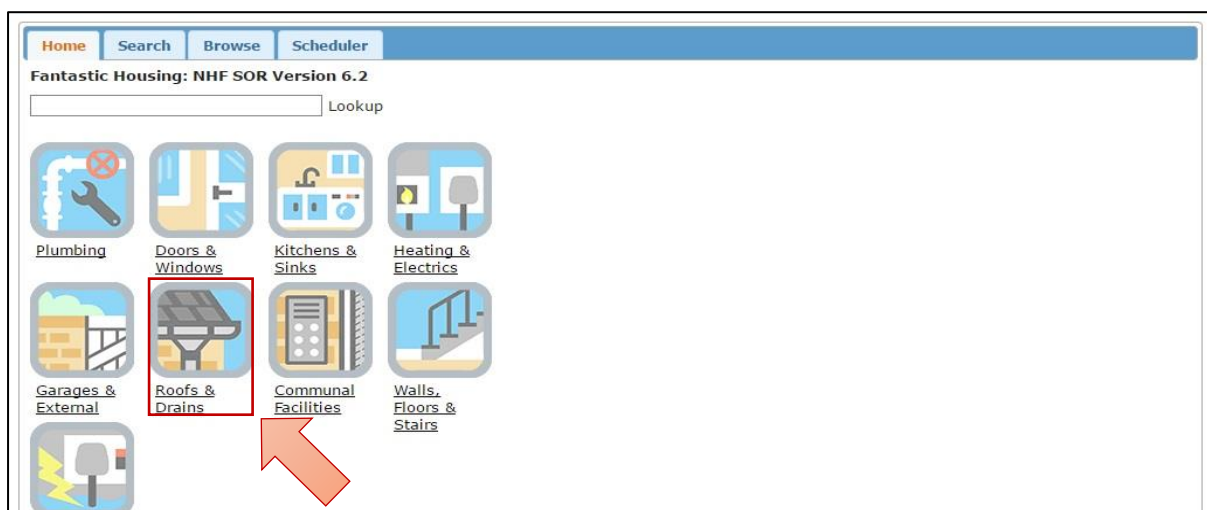 Home Search Browse Scheduler
Fantastic Housing: NHF SOR Version 6.2
Lookup
Plumbing
Doors &
Windows
Kitchens &
Sinks
Heating &
Electrics
Garages &
External
Roofs &
Drains
Communal
Facilities
Walls,
Floors &
Stairs